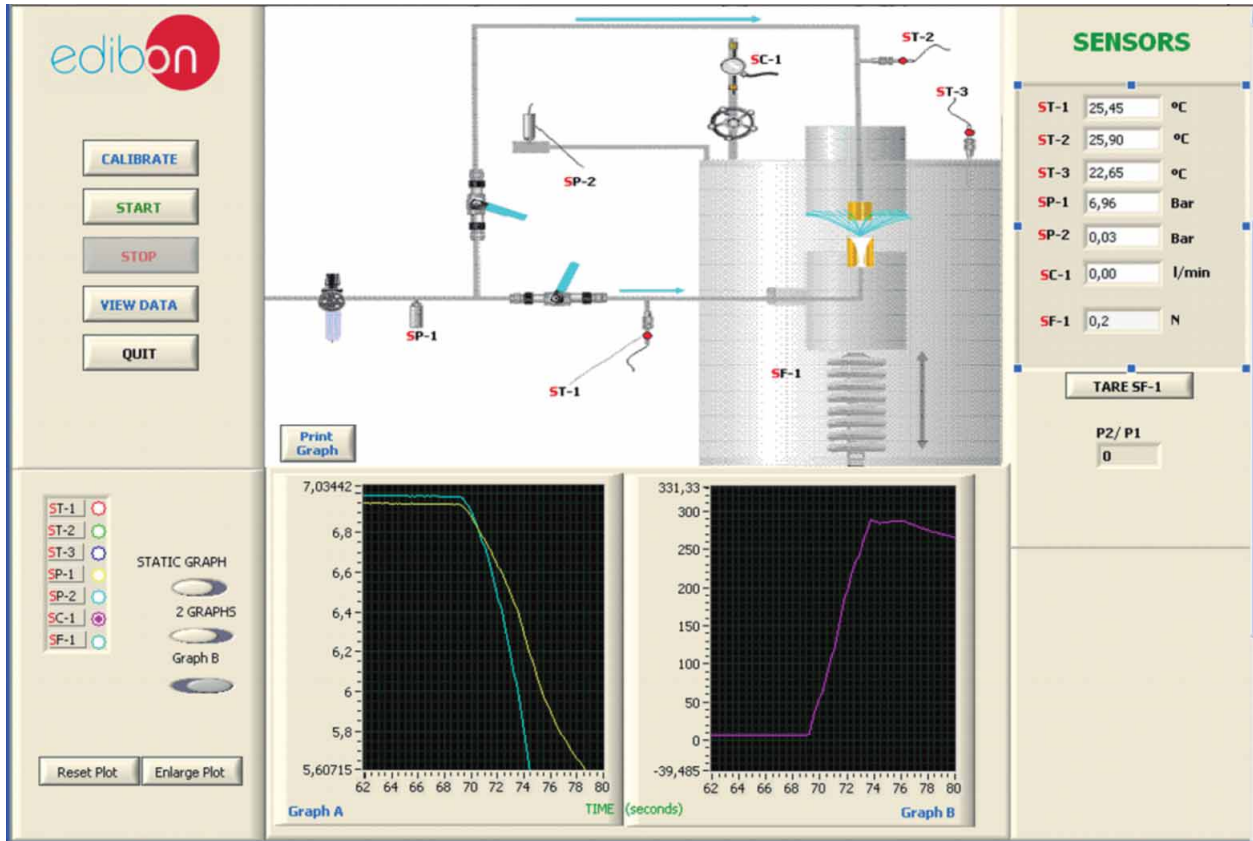 edibon
CALIBRATE
START
STOP
VIEW DATA
QUIT
ST-2
SC-1
ST-3
SP-2
SP-1
ST-1
SF-1
Print
Graph
SENSORS
ST-1 25,45 ºC
ST-2 25,90 ºC
ST-3 22,65 ºC
SP-1 6,96 Bar
SP-2 0,03 Bar
SC-1 0,00 l/min
SF-1 0,2 N
TARE SF-1
P2/ P1
0
ST-1
ST-2
ST-3
SP-1
SP-2
SC-1
SF-1
STATIC GRAPH
2 GRAPHS
Graph B
Reset Plot Enlarge Plot
7,03442
6,8
6,6
6,4
6,2
6
5,8
5,60715
62 64 66 68 70 72 74 76 78 80
Graph A
TIME (seconds)
331,33
300
250
200
150
100
50
0
-39,485
62 64 66 68 70 72 74 76 78 80
Graph B